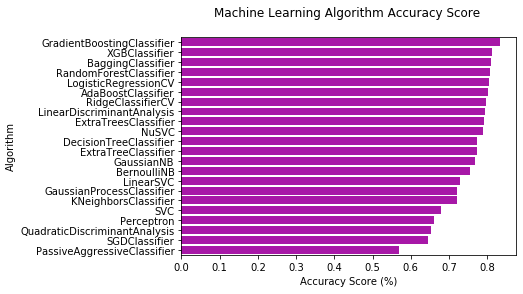 Machine Learning Algorithm Accuracy Score
GradientBoostingClassifier
XGBClassifier
BaggingClassifier
RandomForestClassifier
LogisticRegressionCV
AdaBoostClassifier
RidgeClassifierCV
LinearDiscriminantAnalysis
ExtraTreesClassifier
NuSVC
DecisionTreeClassifier
ExtraTreeClassifier
GaussianNB
BernoulliNB
LinearSVC
GaussianProcessClassifier
KNeighborsClassifier
SVC
Perceptron
QuadraticDiscriminantAnalysis
SGDClassifier
PassiveAggressiveClassifier
Algorithm
0.0 0.1 0.2 0.3 0.4 0.5 0.6 0.7 0.8
Accuracy Score (%)